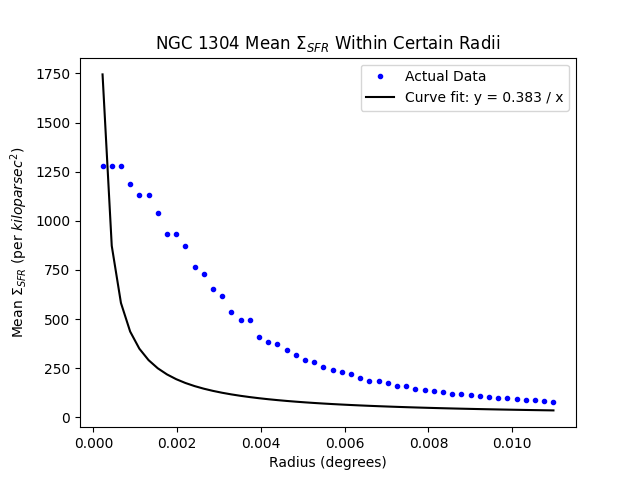 NGC 1304 Mean Σ_SFR Within Certain Radii
Actual Data
Curve fit: y = 0.383 / x
Mean Σ_SFR (per kiloparsec²)
1750
1500
1250
1000
750
500
250
0
0.000 0.002 0.004 0.006 0.008 0.010
Radius (degrees)